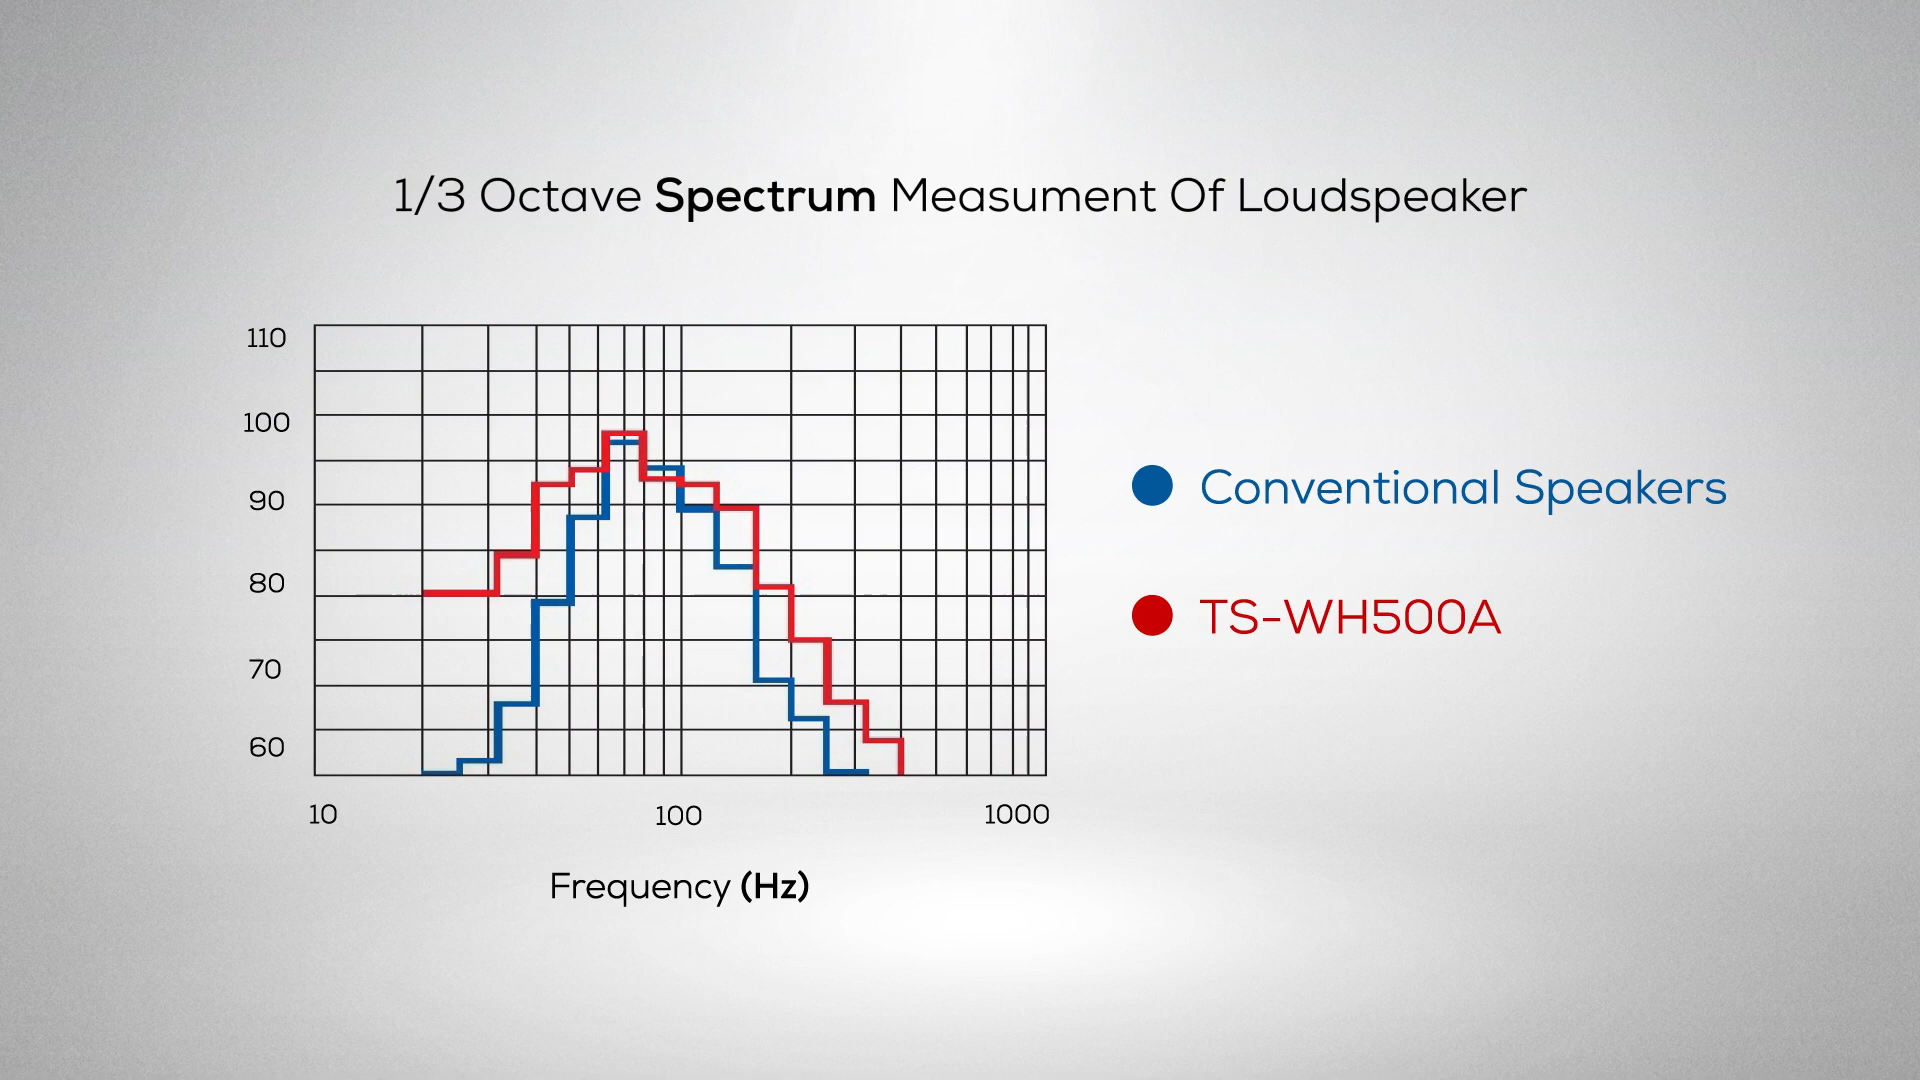 1/3 Octave Spectrum Measument Of Loudspeaker
110
100
90
80
70
60
10 100 1000
Frequency (Hz)
Conventional Speakers
TS-WH500A